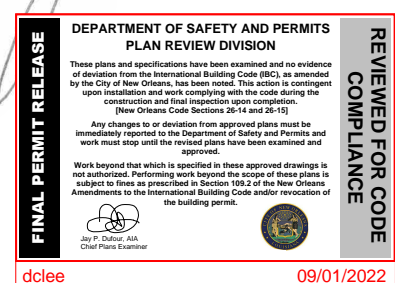 FINAL PERMIT RELEASE
DEPARTMENT OF SAFETY AND PERMITS
PLAN REVIEW DIVISION
These plans and specifications have been examined and no evidence
of deviation from the International Building Code (IBC), as amended
by the City of New Orleans, has been noted. This action is contingent
upon installation and work complying with the code during the
construction and final inspection upon completion.
[New Orleans Code Sections 26-14 and 26-15]
Any changes to or deviation from approved plans must be
immediately reported to the Department of Safety and Permits and
work must stop until the revised plans have been examined and
approved.
Work beyond that which is specified in these approved drawings is
not authorized. Performing work beyond the scope of these plans is
subject to fines as prescribed in Section 109.2 of the New Orleans
Amendments to the International Building Code and/or revocation of
the building permit.
Jay P. Dufour, AIA
Chief Plans Examiner
REVIEWED FOR CODE
COMPLIANCE
dclee
09/01/2022